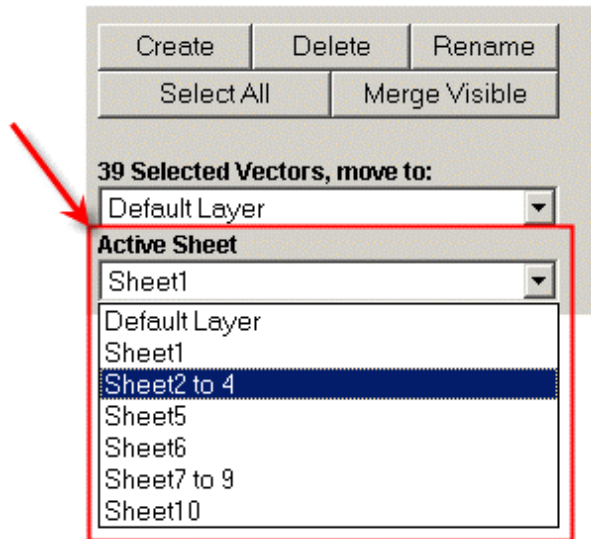 Create Delete Rename
Select All Merge Visible
39 Selected Vectors, move to:
Default Layer
Active Sheet
Sheet1
Default Layer
Sheet1
Sheet2 to 4
Sheet5
Sheet6
Sheet7 to 9
Sheet10